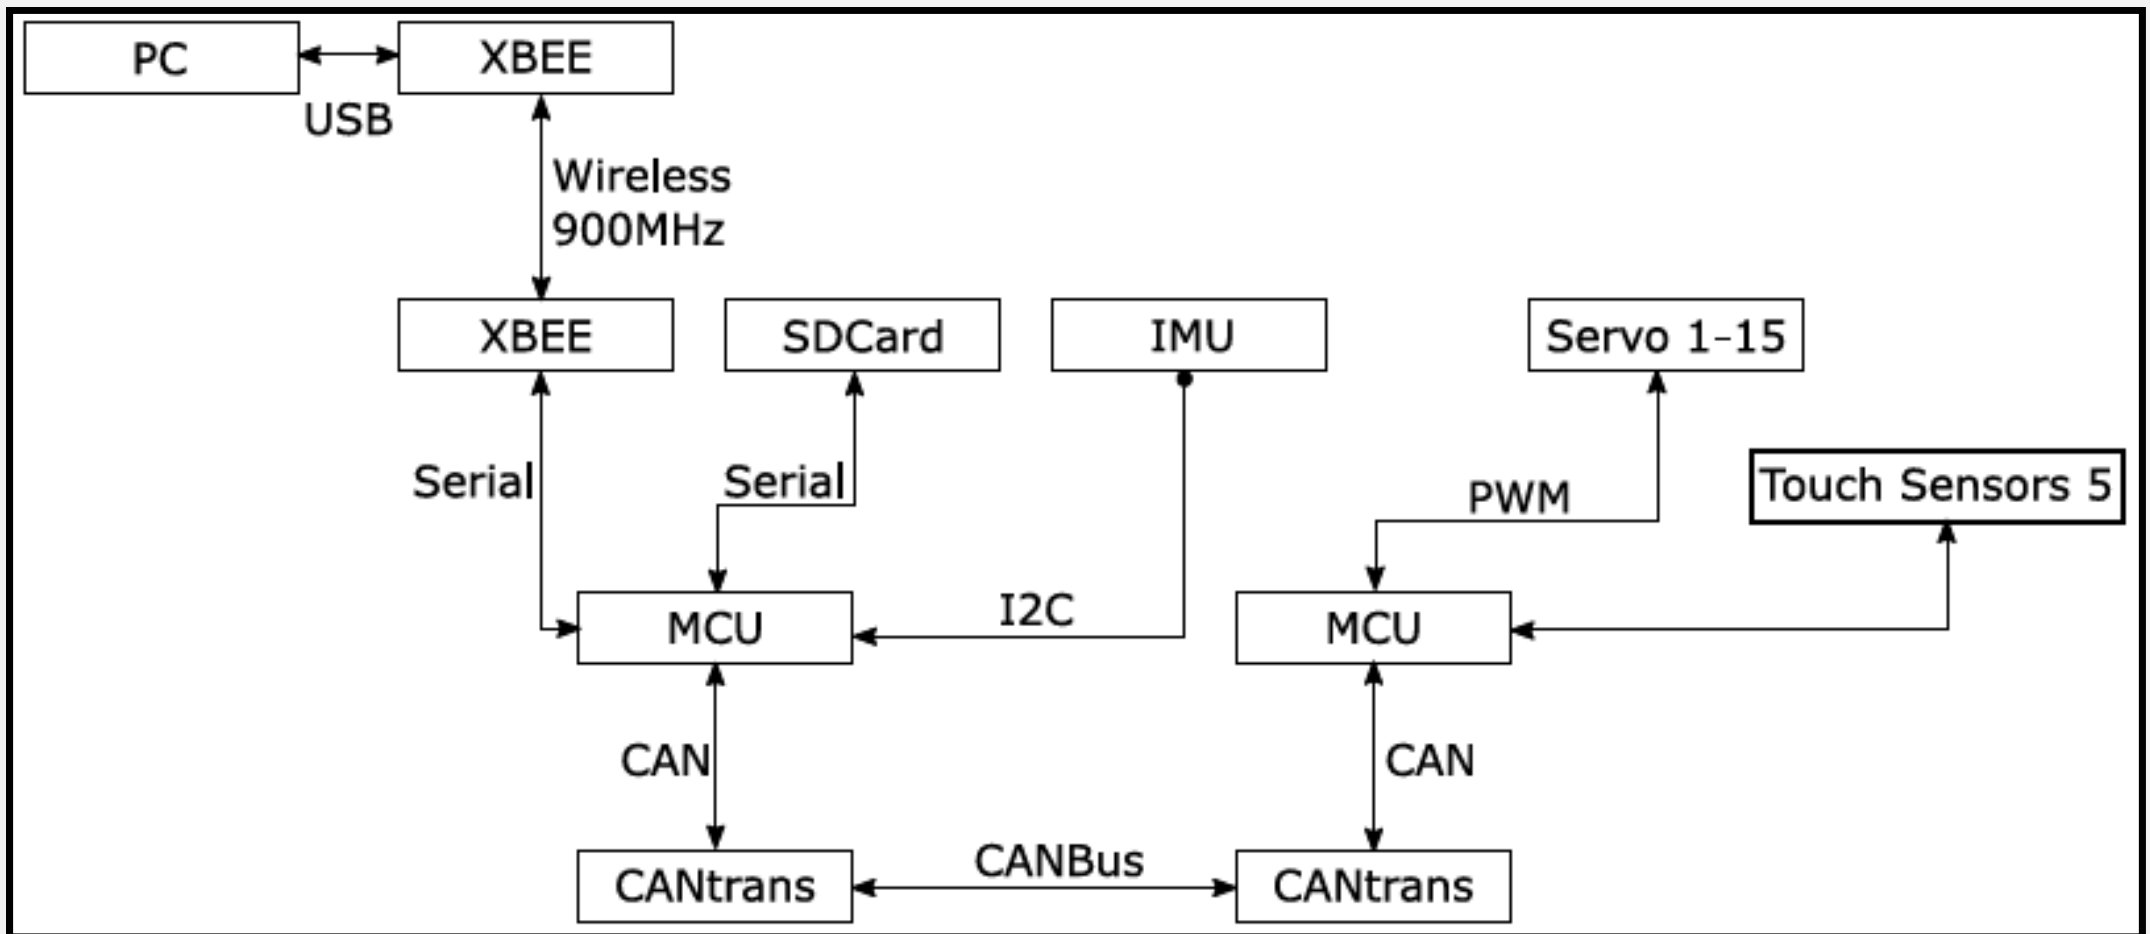 PC
XBEE
USB
Wireless
900MHz
XBEE
SDCard
IMU
Servo 1-15
Serial
Serial
PWM
Touch Sensors 5
MCU
I2C
MCU
CAN
CAN
CANtrans
CANBus
CANtrans